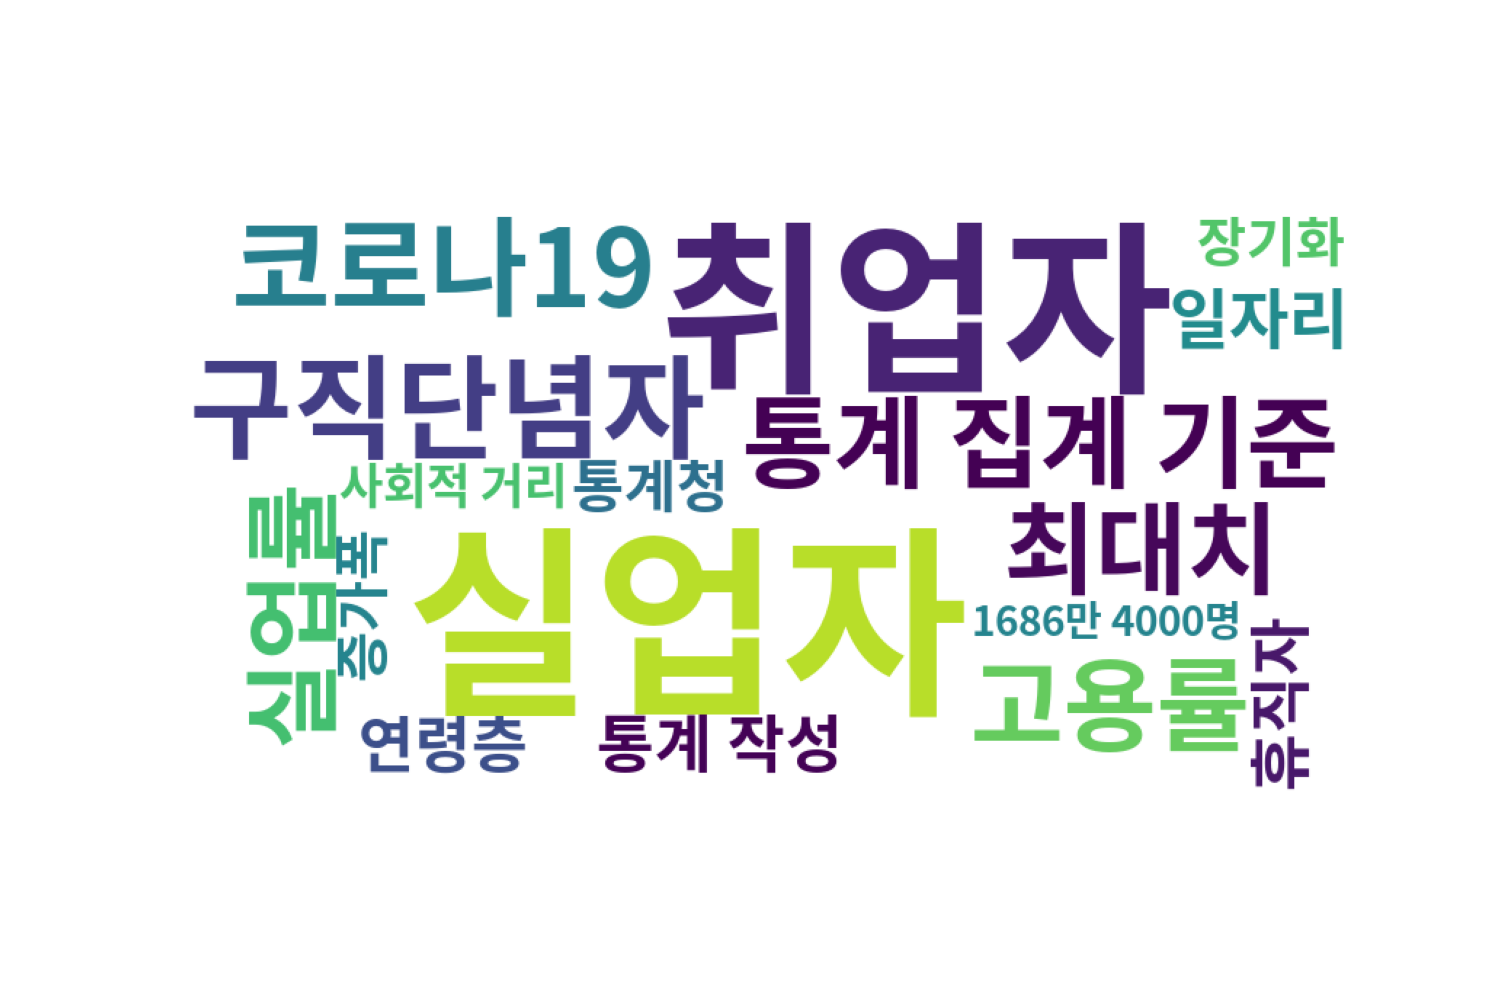 코로나19
취업자
장기화
일자리
구직단념자
통계 집계 기준
사회적 거리
통계청
실업률
증가폭
실업자
최대치
1686만 4000명
고용률
휴직자
연령층
통계 작성